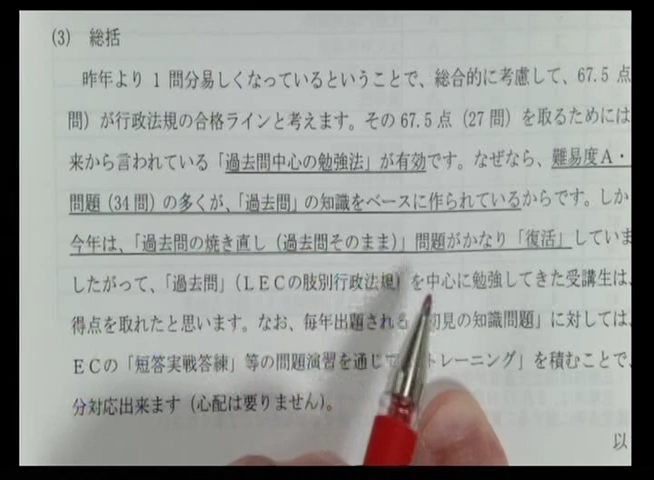 (3) 総括
昨年より1問分易しくなっているということで、総合的に考慮して、67.5点
問)が行政法規の合格ラインと考えます。その67.5点(27問)を取るためには
来から言われている「過去問中心の勉強法」が有効です。なぜなら、難易度A・
問題(34問)の多くが、「過去問」の知識をベースに作られているからです。しか
今年は、「過去問の焼き直し(過去問そのまま)」問題がかなり「復活」していま
したがって、「過去問」(LECの肢別行政法規)を中心に勉強してきた受講生は、
得点を取れたと思います。なお、毎年出題される 初見の知識問題」に対しては、
ECの「短答実戦答練」等の問題演習を通じて トレーニング」を積むことで、
分対応出来ます(心配は要りません)。
以